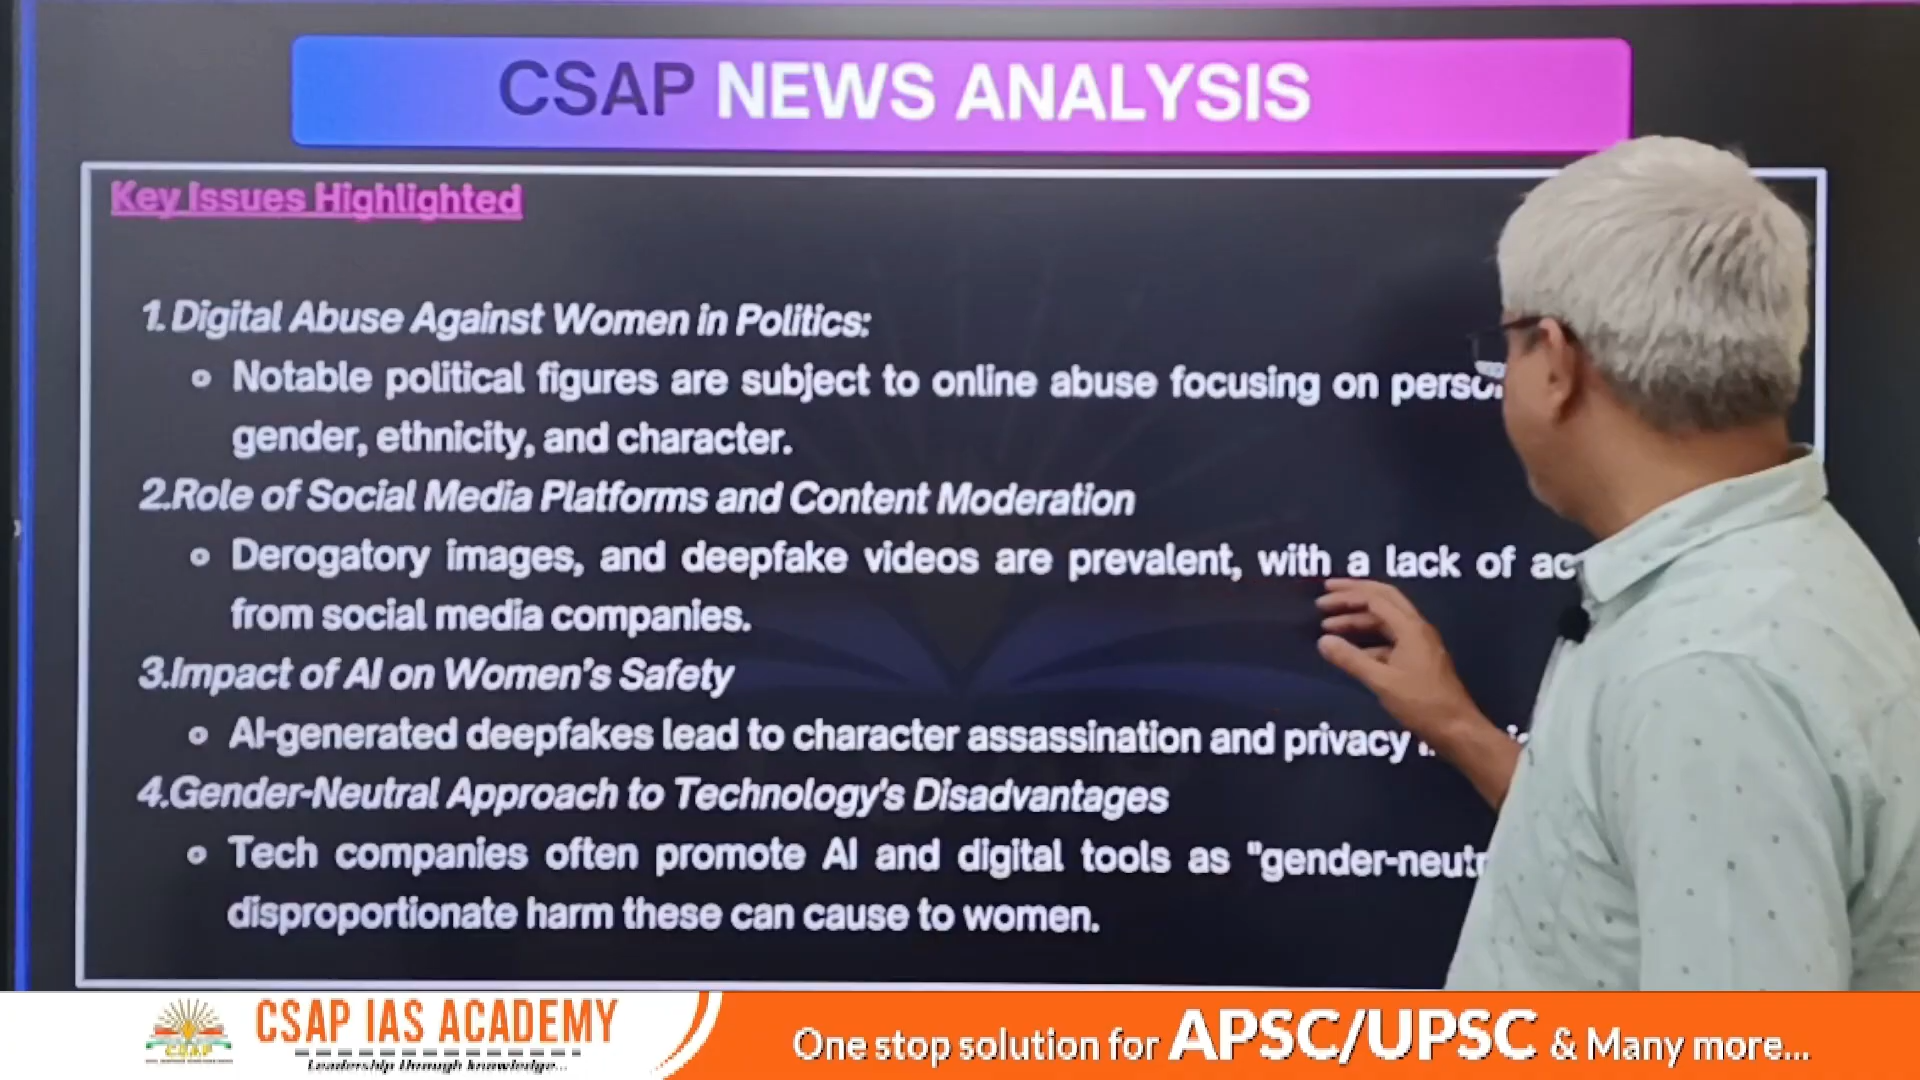 CSAP NEWS ANALYSIS
Key Issues Highlighted
1. Digital Abuse Against Women in Politics:
Notable political figures are subject to online abuse focusing on
gender, ethnicity, and character.
2.Role of Social Media Platforms and Content Moderation
Derogatory images, and deepfake videos are prevalent, with a lack of
from social media companies.
3.Impact of AI on Women's Safety
AI-generated deepfakes lead to character assassination and privacy
4.Gender-Neutral Approach to Technology's Disadvantages
Tech companies often promote AI and digital tools as
disproportionate harm these can cause to women.
CSAP IAS ACADEMY
Leadership through knowledge...
One stop solution for APSC/UPSC & Many more...
CSAP